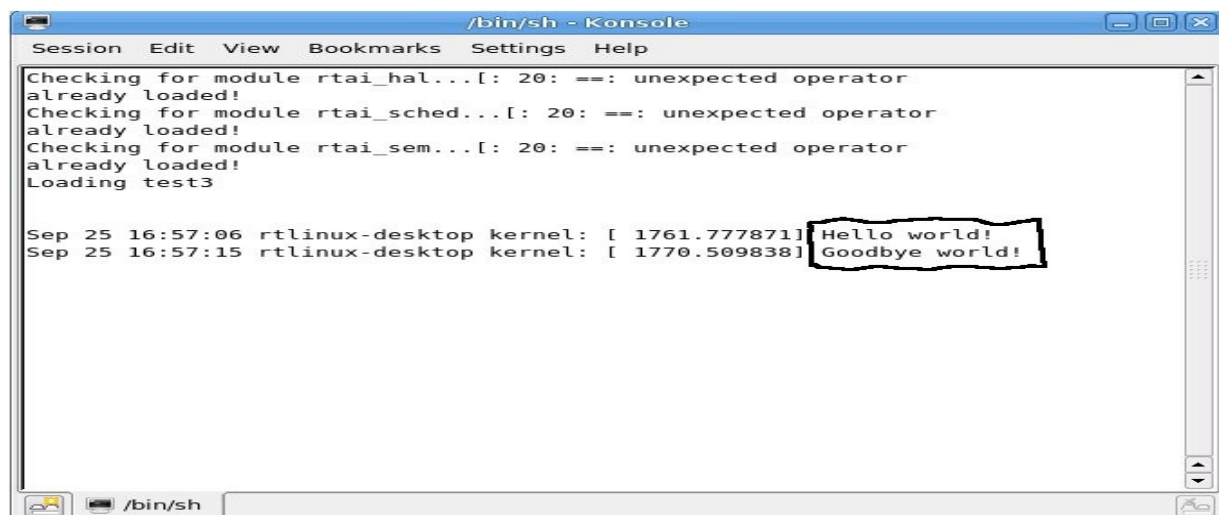 /bin/sh - Konsole
Session Edit View Bookmarks Settings Help
Checking for module rtai_hal...[: 20: ==: unexpected operator
already loaded!
Checking for module rtai_sched...[: 20: ==: unexpected operator
already loaded!
Checking for module rtai_sem...[: 20: ==: unexpected operator
already loaded!
Loading test3
Sep 25 16:57:06 rtlinux-desktop kernel: [ 1761.777871] Hello world!
Sep 25 16:57:15 rtlinux-desktop kernel: [ 1770.509838] Goodbye world!
/bin/sh